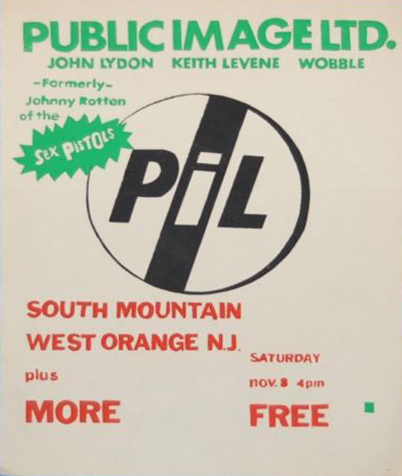 PUBLIC IMAGE LTD.
JOHN LYDON KEITH LEVENE WOBBLE
-Formerly-
Johnny Rotten
of the
SEX PISTOLS
PiL
SOUTH MOUNTAIN
WEST ORANGE N.J.
SATURDAY
plus
nov. 8 4pm
MORE
FREE